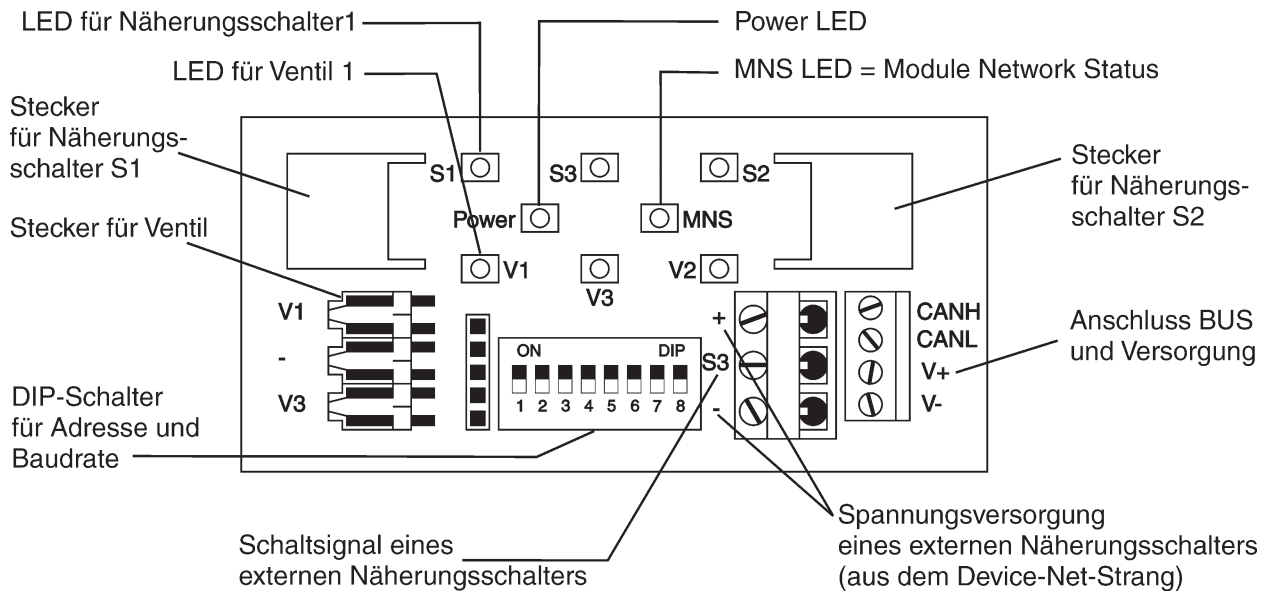 LED für Näherungsschalter1
Power LED
LED für Ventil 1
MNS LED = Module Network Status
Stecker
für Näherungs-
schalter S1
Stecker für Ventil
S1
S3
S2
Power
MNS
V1
V3
V2
Stecker
für Näherungs-
schalter S2
V1
-
V3
ON
DIP
1 2 3 4 5 6 7 8
+
S3
-
CANH
CANL
V+
V-
Anschluss BUS
und Versorgung
DIP-Schalter
für Adresse und
Baudrate
Schaltsignal eines
externen Näherungsschalters
Spannungsversorgung
eines externen Näherungsschalters
(aus dem Device-Net-Strang)